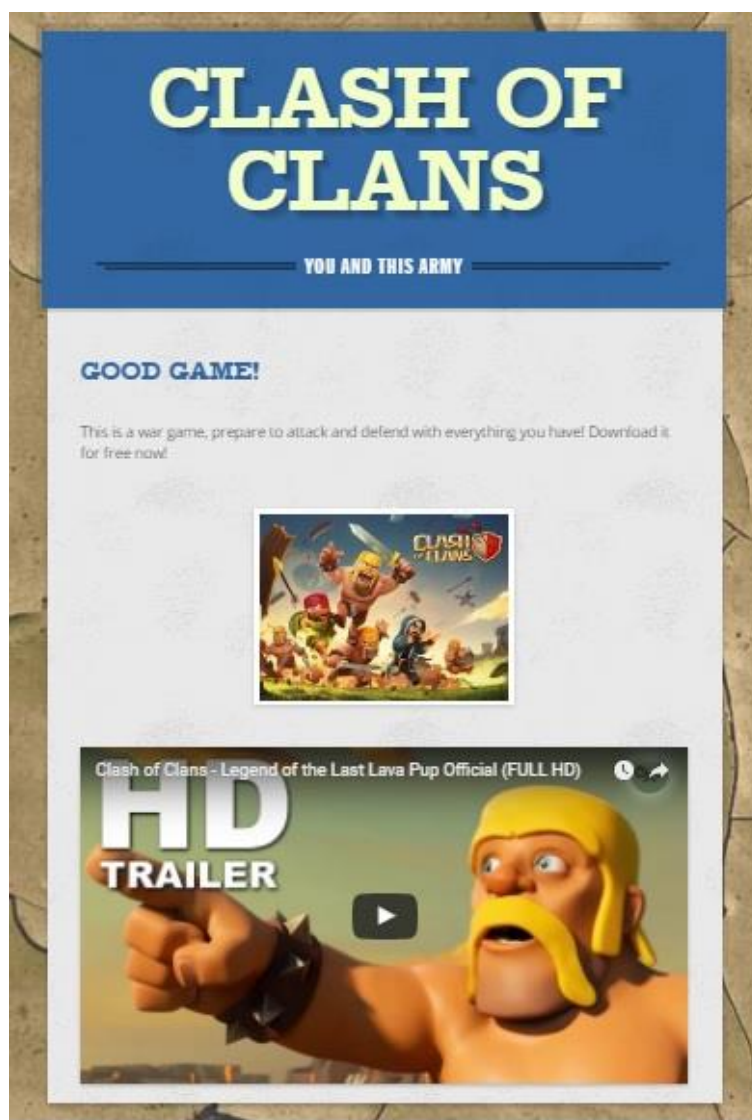 CLASH OF
CLANS
YOU AND THIS ARMY
GOOD GAME!
This is a war game, prepare to attack and defend with everything you have! Download it
for free now!
CLASH
OF CLANS
Clash of Clans - Legend of the Last Lava Pup Official (FULL HD)
HD
TRAILER